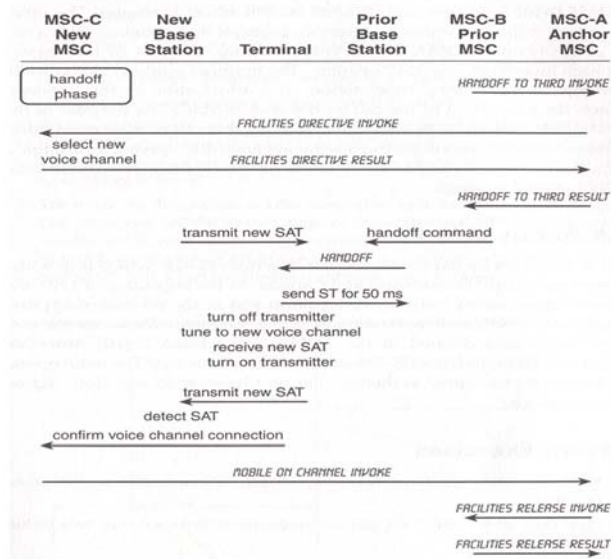 MSC-C New Base Prior MSC-B MSC-A
New Station Terminal Base Prior Anchor
MSC Station MSC MSC
handoff
phase
HANDOFF TO THIRD INVOKE
FACILITIES DIRECTIVE INVOKE
select new
voice channel
FACILITIES DIRECTIVE RESULT
HANDOFF TO THIRD RESULT
transmit new SAT
handoff command
HANDOFF
send ST for 50 ms
turn off transmitter
tune to new voice channel
receive new SAT
turn on transmitter
transmit new SAT
detect SAT
confirm voice channel connection
MOBILE ON CHANNEL INVOKE
FACILITIES RELEASE INVOKE
FACILITIES RELEASE RESULT